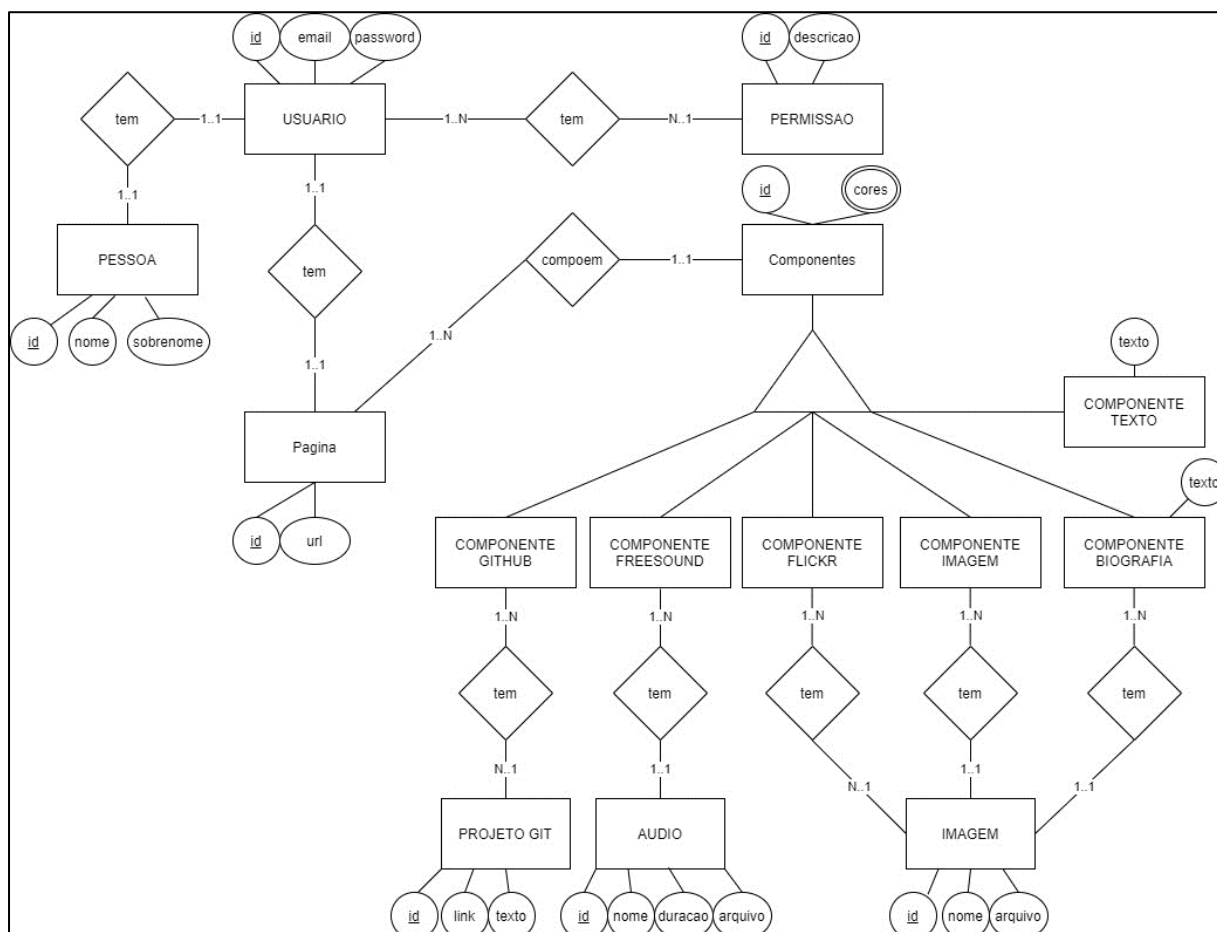 id
email
password
id
descricao
tem
1..1
USUARIO
1..N
tem
N..1
PERMISSAO
1..1
1..1
id
cores
PESSOA
tem
compoem
1..1
Componentes
id
nome
sobrenome
1..N
texto
1..1
COMPONENTE
TEXTO
Pagina
texto
id
url
COMPONENTE
GITHUB
COMPONENTE
FREESOUND
COMPONENTE
FLICKR
COMPONENTE
IMAGEM
COMPONENTE
BIOGRAFIA
1..N
1..N
1..N
1..N
1..N
tem
tem
tem
tem
tem
N..1
1..1
N..1
1..1
1..1
PROJETO GIT
AUDIO
IMAGEM
id
link
texto
id
nome
duracao
arquivo
id
nome
arquivo